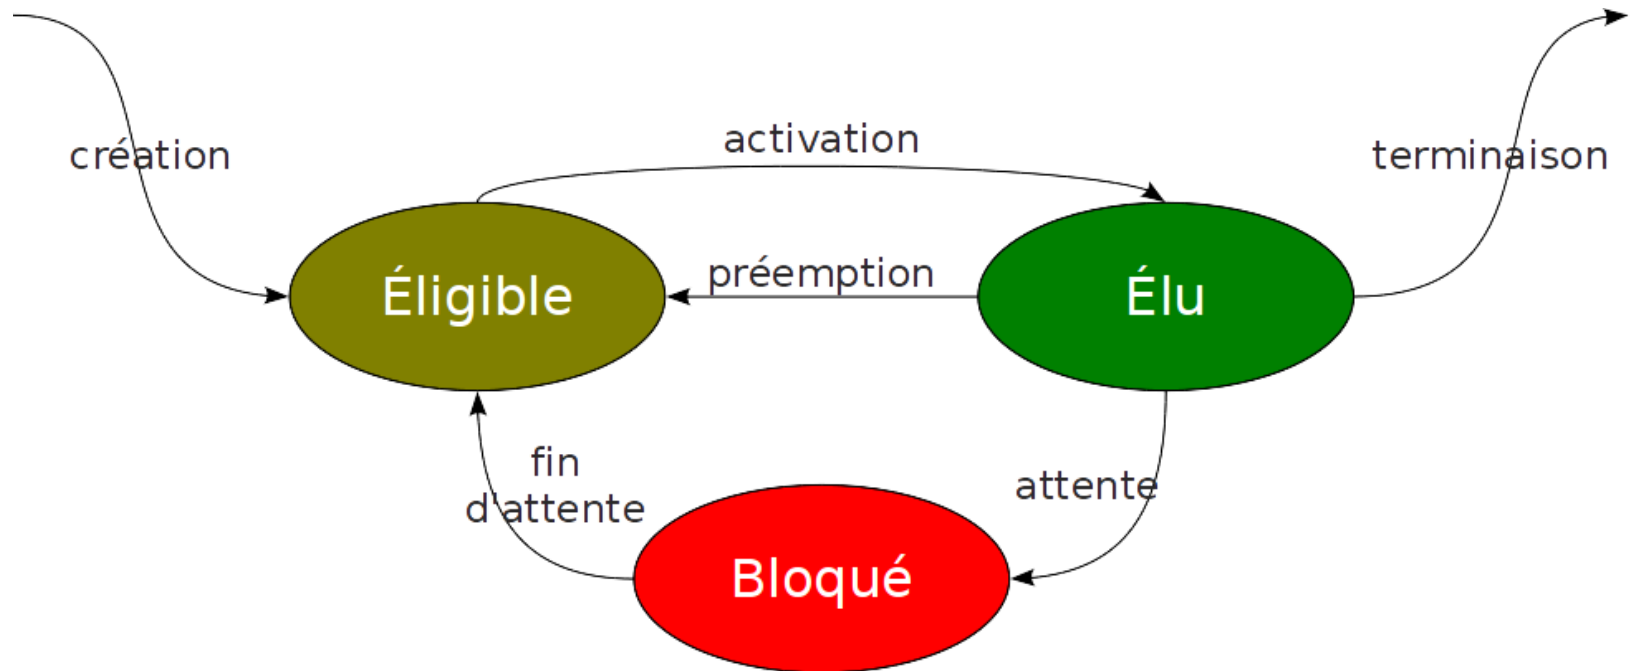 activation
création
terminaison
préemption
Éligible
Élu
fin
d'attente
attente
Bloqué